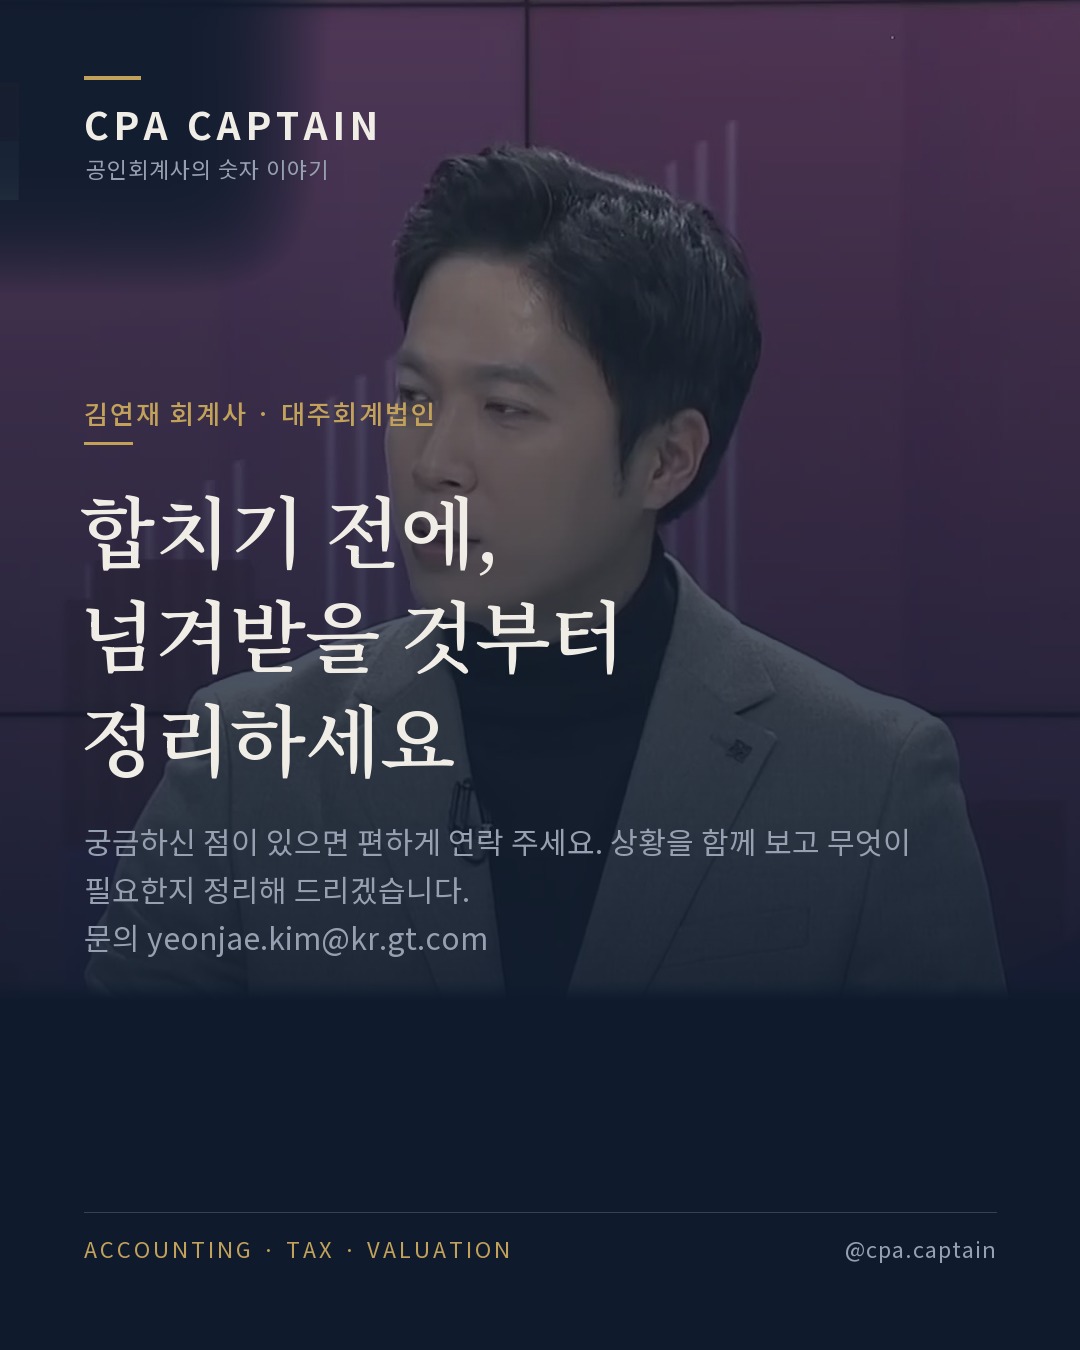 CPA CAPTAIN
공인회계사의 숫자 이야기
김연재 회계사 · 대주회계법인
합치기 전에,
넘겨받을 것부터
정리하세요
궁금하신 점이 있으면 편하게 연락 주세요. 상황을 함께 보고 무엇이
필요한지 정리해 드리겠습니다.
문의 yeonjae.kim@kr.gt.com
ACCOUNTING · TAX · VALUATION
@cpa.captain